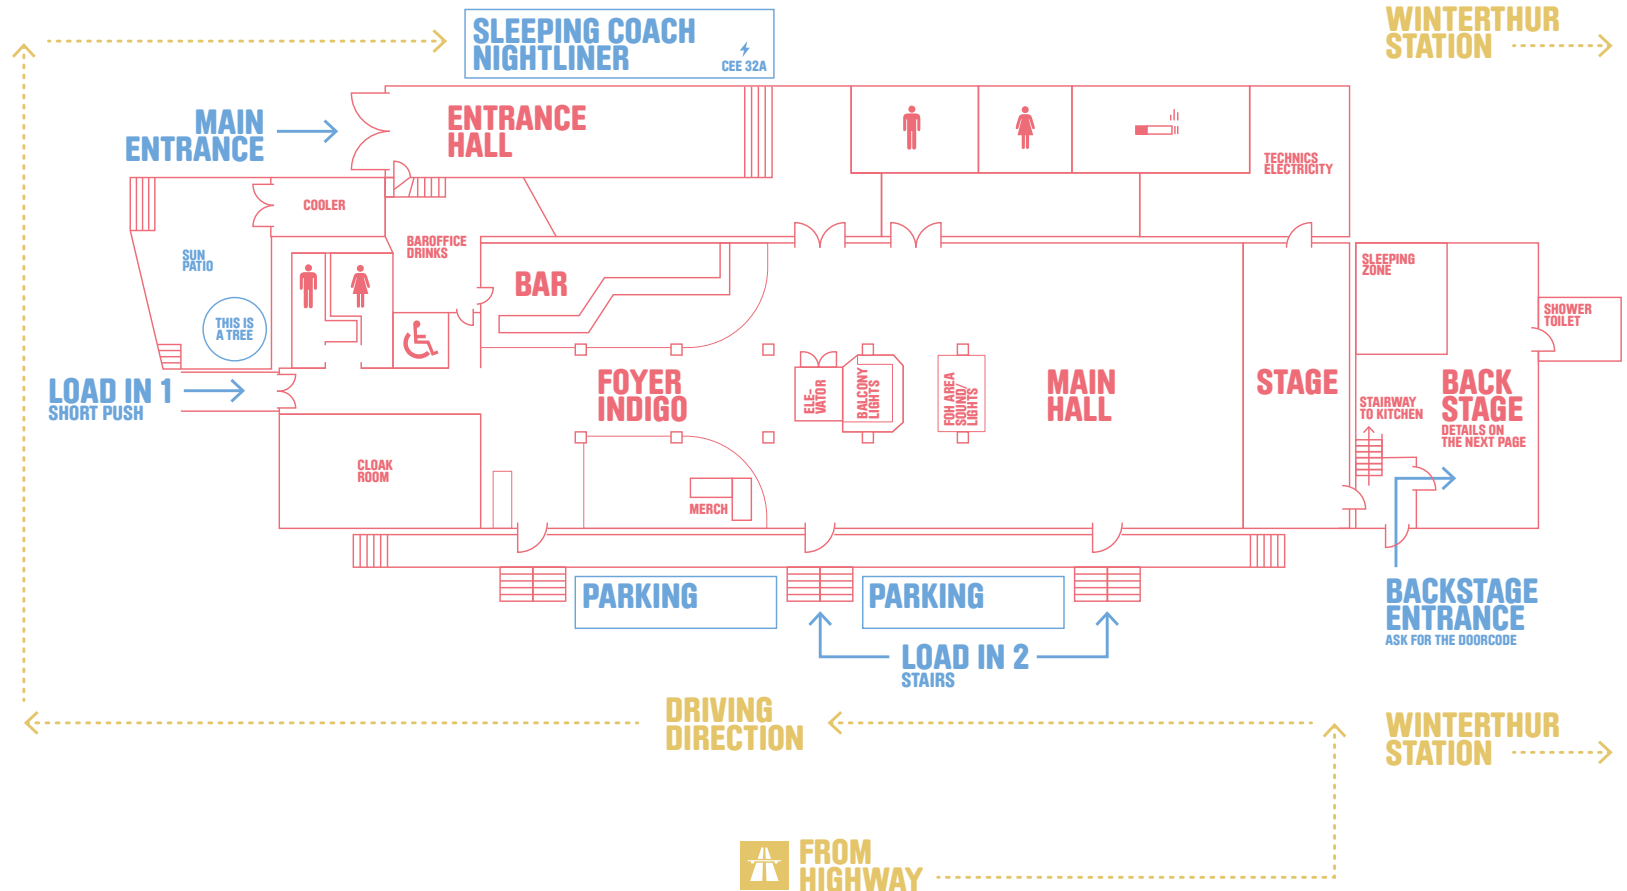 SLEEPING COACH
NIGHTLINER
CEE 32A
WINTERTHUR
STATION
MAIN
ENTRANCE
ENTRANCE
HALL
TECHNICS
ELECTRICITY
COOLER
SUN
PATIO
BAROFFICE
DRINKS
BAR
SLEEPING
ZONE
SHOWER
TOILET
THIS IS
A TREE
LOAD IN 1
SHORT PUSH
FOYER
INDIGO
ELE-
VATOR
BALCONY
LIGHTS
FOH AREA
SOUND/
LIGHTS
MAIN
HALL
STAGE
STAIRWAY
TO KITCHEN
BACK
STAGE
DETAILS ON
THE NEXT PAGE
CLOAK
ROOM
MERCH
PARKING
PARKING
BACKSTAGE
ENTRANCE
ASK FOR THE DOORCODE
LOAD IN 2
STAIRS
DRIVING
DIRECTION
WINTERTHUR
STATION
FROM
HIGHWAY